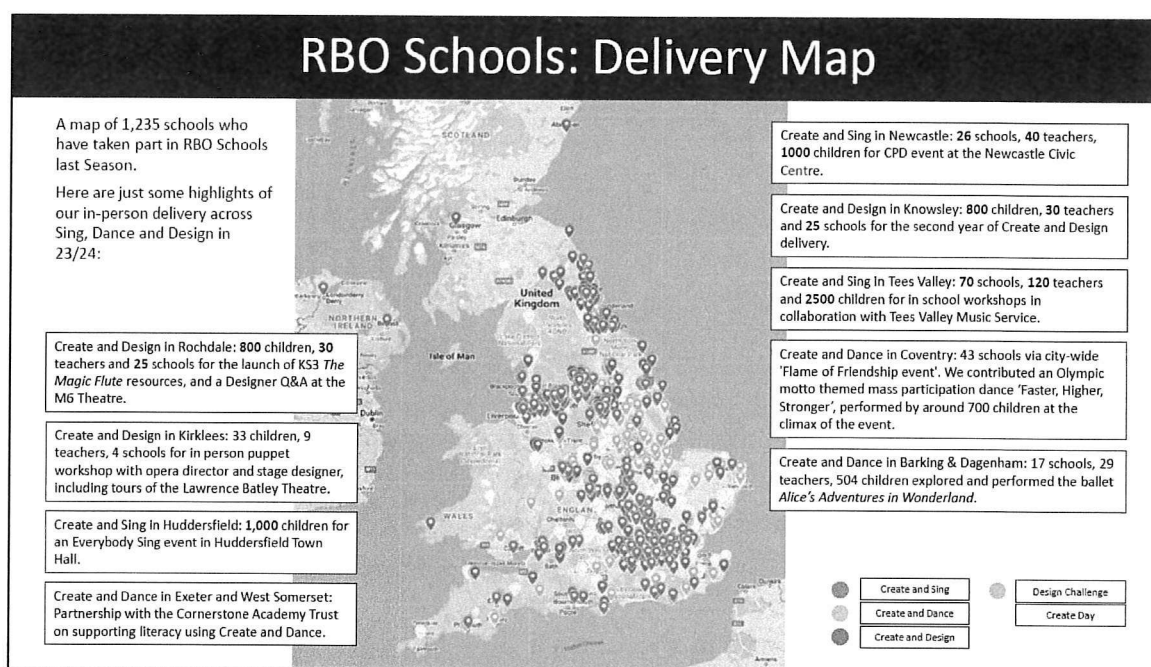 RBO Schools: Delivery Map
A map of 1,235 schools who
have taken part in RBO Schools
last Season.
Here are just some highlights of
our in-person delivery across
Sing, Dance and Design in
23/24:
Create and Design in Rochdale: 800 children, 30
teachers and 25 schools for the launch of KS3 The
Magic Flute resources, and a Designer Q&A at the
M6 Theatre.
Create and Design in Kirklees: 33 children, 9
teachers, 4 schools for in person puppet
workshop with opera director and stage designer,
including tours of the Lawrence Batley Theatre.
Create and Sing in Huddersfield: 1,000 children for
an Everybody Sing event in Huddersfield Town
Hall.
Create and Dance in Exeter and West Somerset:
Partnership with the Cornerstone Academy Trust
on supporting literacy using Create and Dance.
SCOTLAND
Dundee
Glasgow
Edinburgh
United
Kingdom
NORTHERN
IRELAND
Isle of Man
Dublin
WALES
Create and Sing in Newcastle: 26 schools, 40 teachers,
1000 children for CPD event at the Newcastle Civic
Centre.
Create and Design in Knowsley: 800 children, 30 teachers
and 25 schools for the second year of Create and Design
delivery.
Create and Sing in Tees Valley: 70 schools, 120 teachers
and 2500 children for in school workshops in
collaboration with Tees Valley Music Service.
Create and Dance in Coventry: 43 schools via city-wide
'Flame of Friendship event'. We contributed an Olympic
motto themed mass participation dance 'Faster, Higher,
Stronger', performed by around 700 children at the
climax of the event.
Create and Dance in Barking & Dagenham: 17 schools, 29
teachers, 504 children explored and performed the ballet
Alice's Adventures in Wonderland.
Create and Sing
Create and Dance
Create and Design
Design Challenge
Create Day